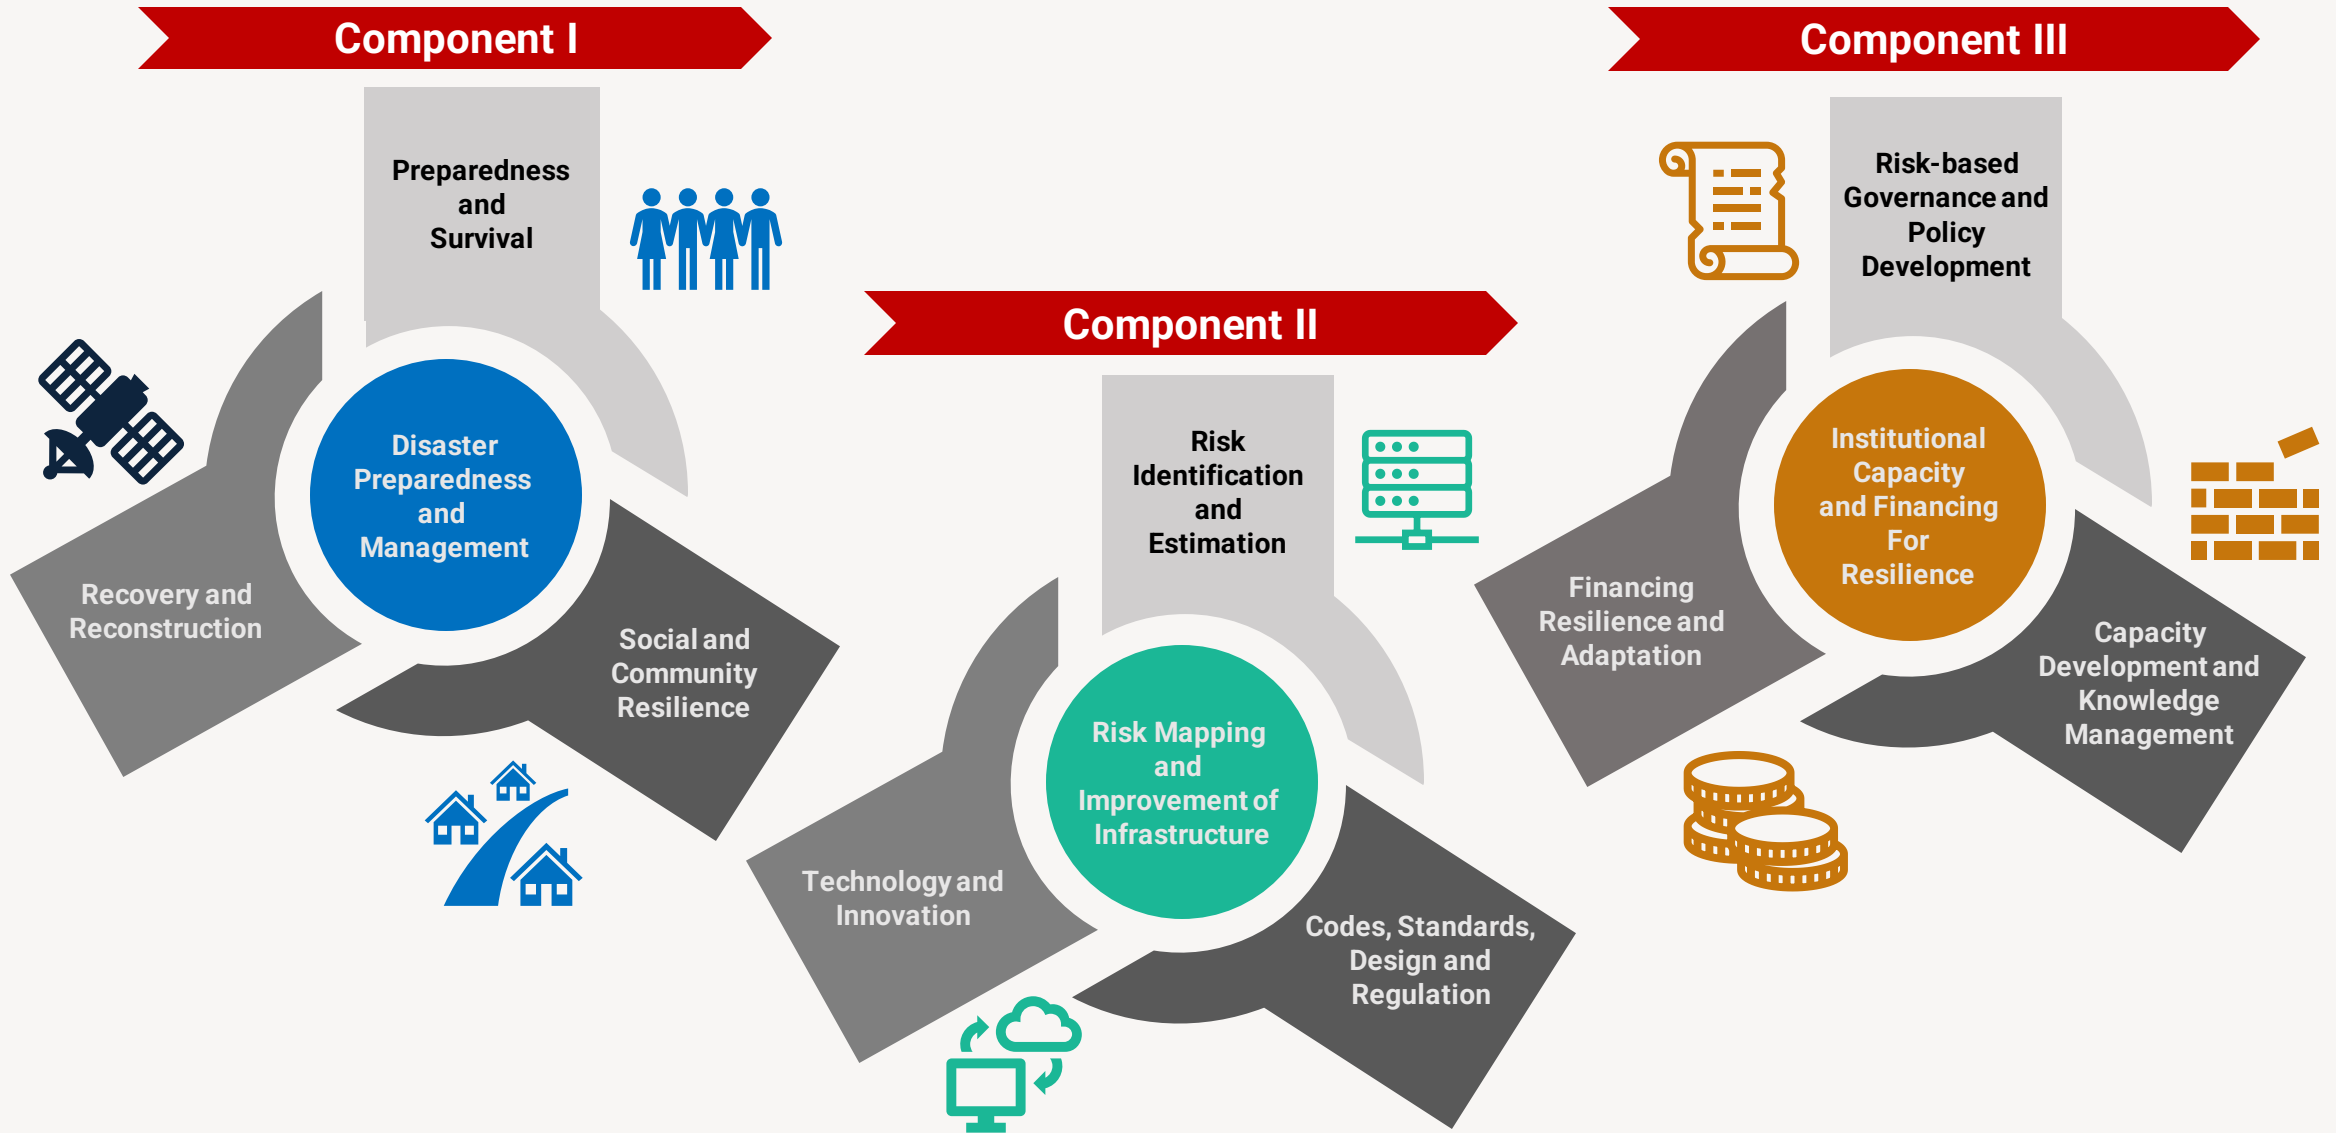 Component I
Preparedness
and
Survival
Disaster
Preparedness
and
Management
Recovery and
Reconstruction
Social and
Community
Resilience
Component II
Risk
Identification
and
Estimation
Risk Mapping
and
Improvement of
Infrastructure
Technology and
Innovation
Codes, Standards,
Design and
Regulation
Component III
Risk-based
Governance and
Policy
Development
Institutional
Capacity
and Financing
For
Resilience
Financing
Resilience and
Adaptation
Capacity
Development and
Knowledge
Management